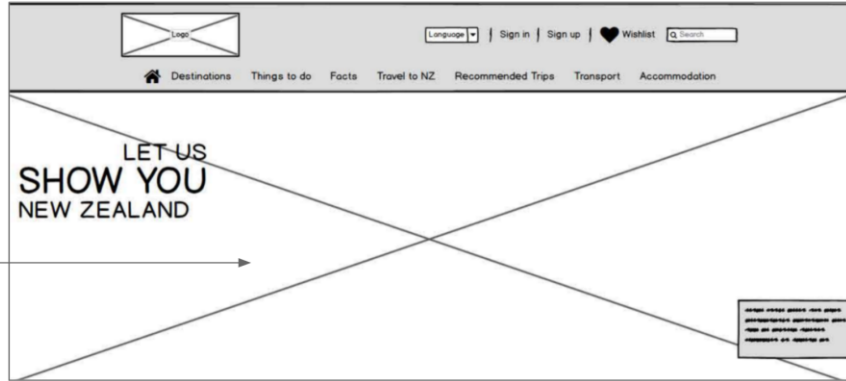 Logo
Language | Sign in | Sign up | Wishlist Search
Destinations Things to do Facts Travel to NZ Recommended Trips Transport Accommodation
LET US
SHOW YOU
NEW ZEALAND